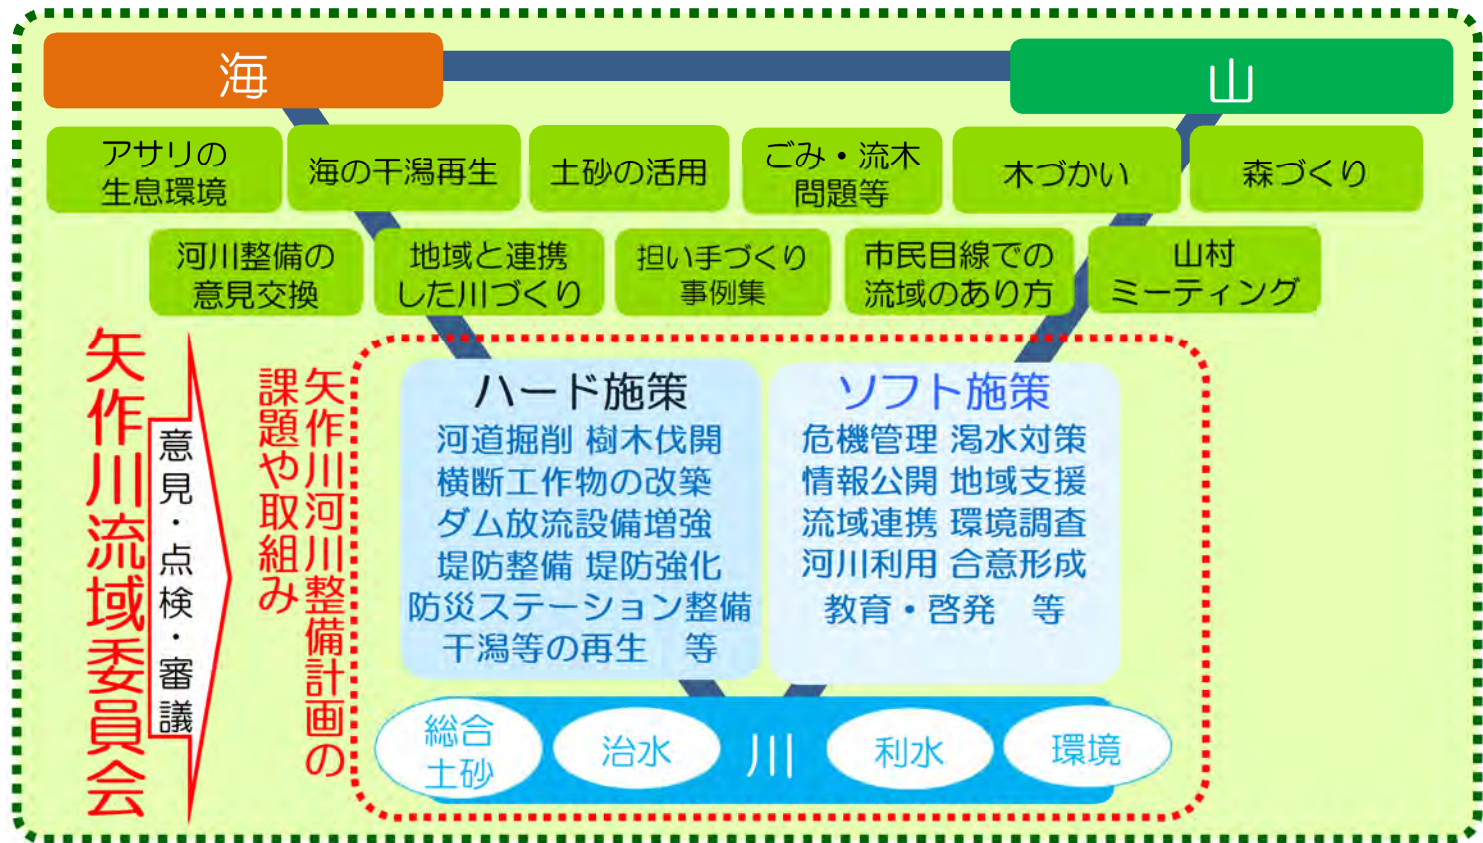 海
山
アサリの
生息環境
海の干潟再生
土砂の活用
ごみ・流木
問題等
木づかい
森づくり
河川整備の
意見交換
地域と連携
した川づくり
担い手づくり
事例集
市民目線での
流域のあり方
山村
ミーティング
矢作川流域委員会
意見・点検・審議
矢作川河川整備計画の
課題や取組み
ハード施策
河道掘削 樹木伐開
横断工作物の改築
ダム放流設備増強
堤防整備 堤防強化
防災ステーション整備
干潟等の再生　等
ソフト施策
危機管理 渇水対策
情報公開 地域支援
流域連携 環境調査
河川利用 合意形成
教育・啓発　等
総合
土砂
治水
川
利水
環境